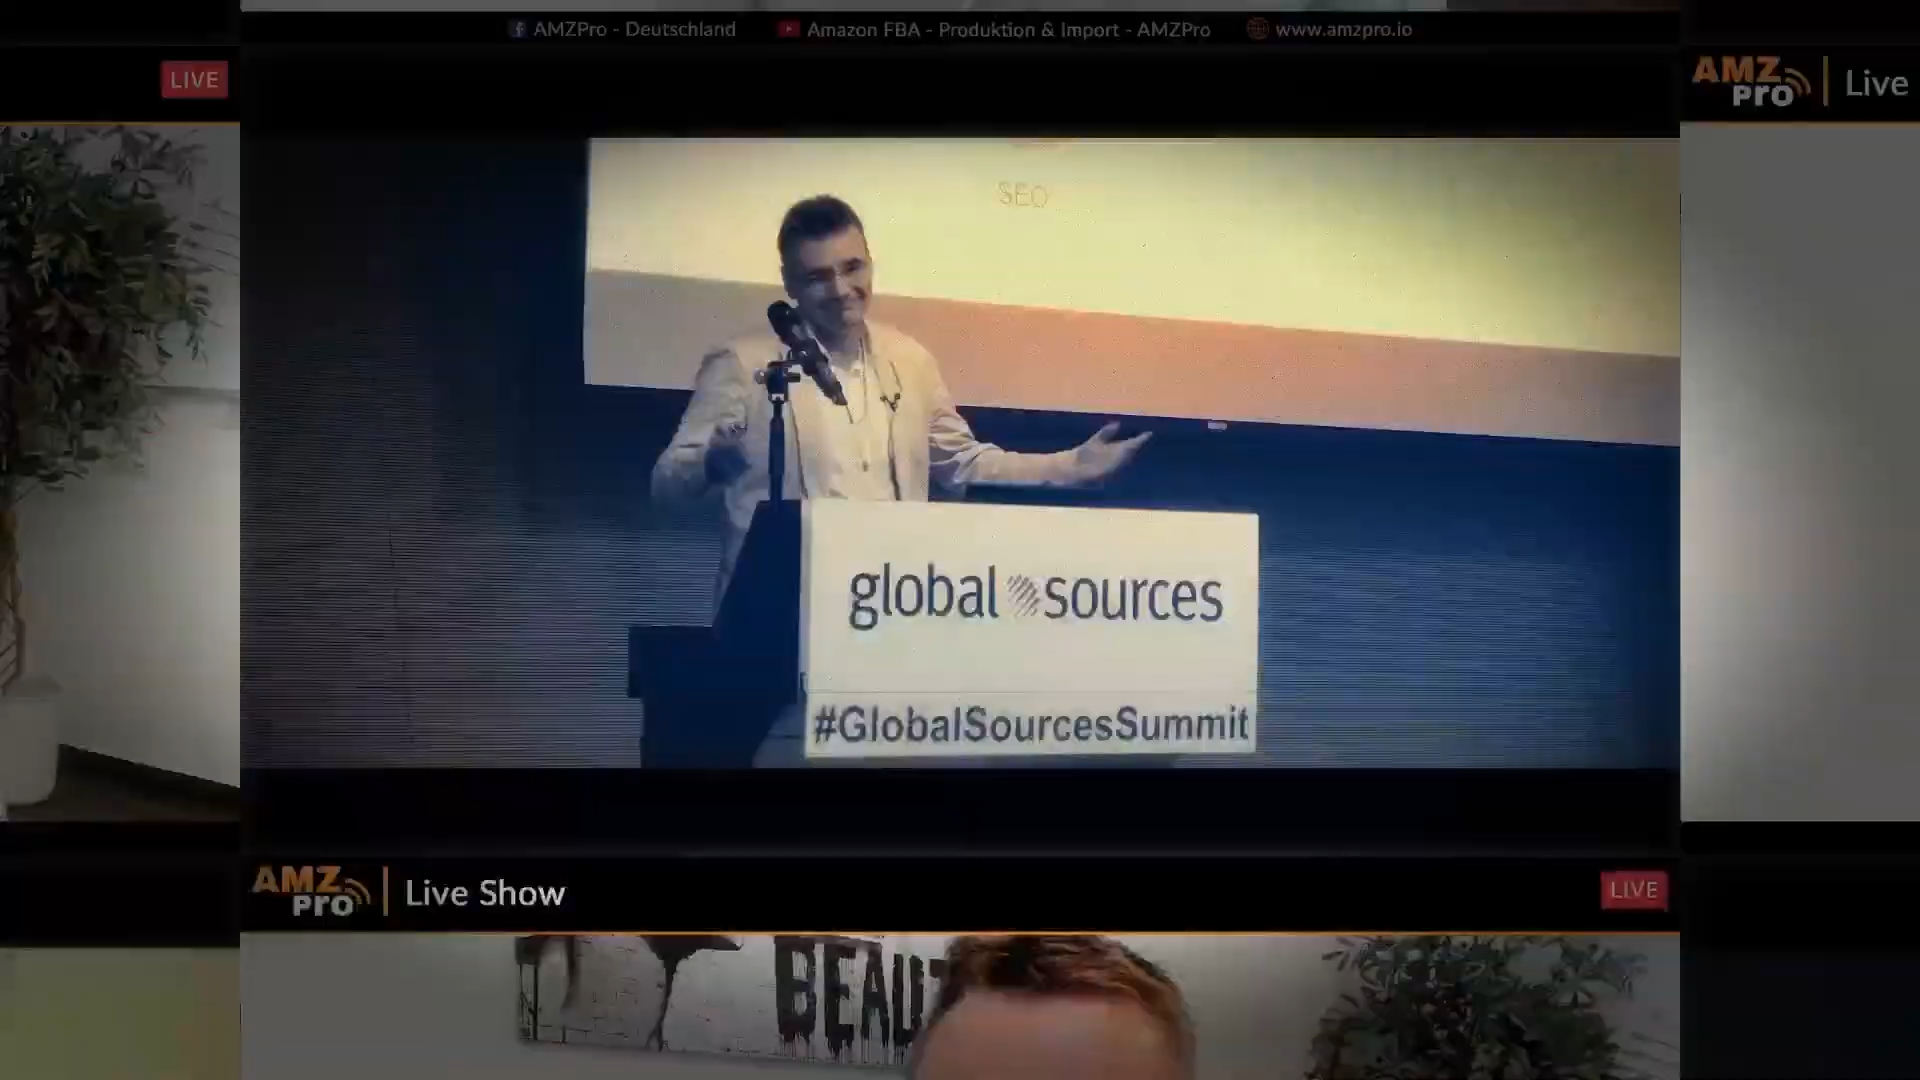 AMZPro - Deutschland
Amazon FBA - Produktion & Import - AMZPro
www.amzpro.io
LIVE
AMZ Pro
Live
SEO
global sources
#GlobalSourcesSummit
AMZ Pro
Live Show
LIVE
BEAUT